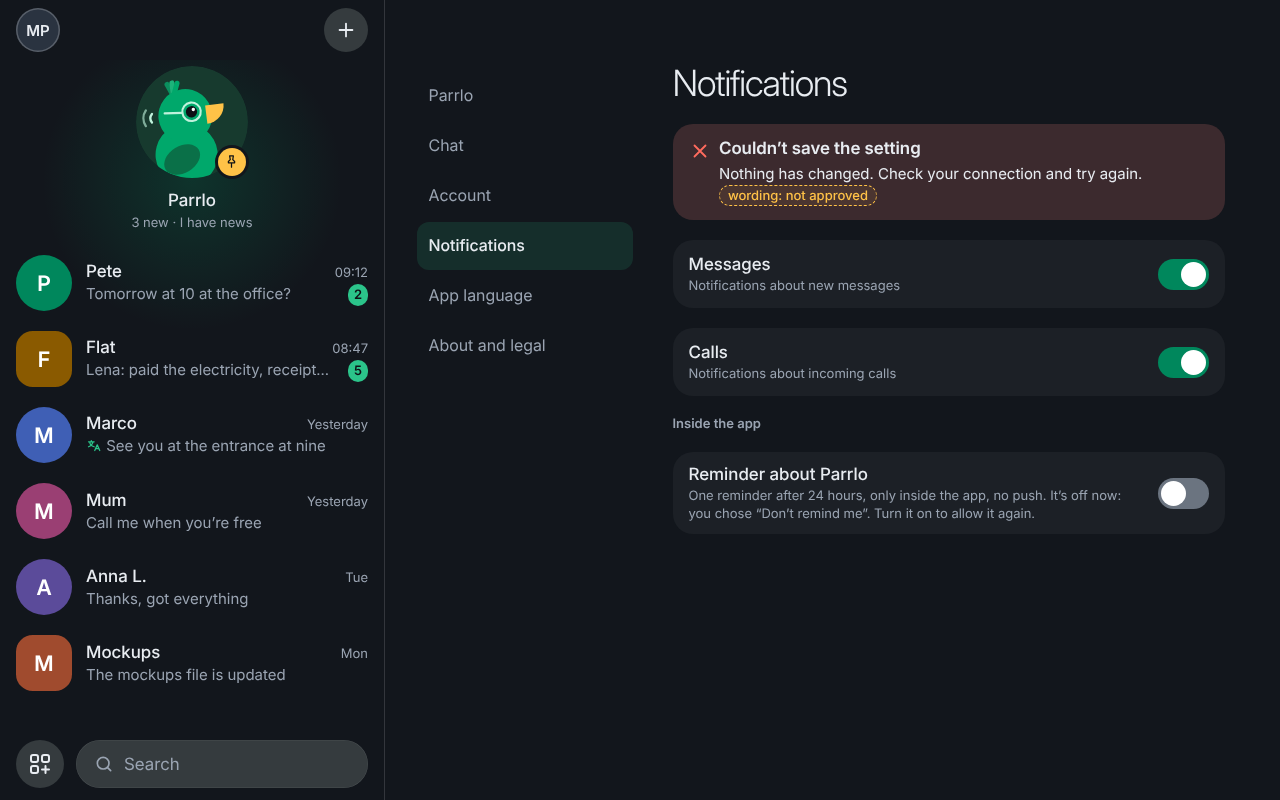 MP
Parrlo
3 new · I have news
P
Pete
09:12
Tomorrow at 10 at the office?
2
F
Flat
08:47
Lena: paid the electricity, receipt...
5
M
Marco
Yesterday
See you at the entrance at nine
M
Mum
Yesterday
Call me when you’re free
A
Anna L.
Tue
Thanks, got everything
M
Mockups
Mon
The mockups file is updated
Search
Parrlo
Chat
Account
Notifications
App language
About and legal
Notifications
Couldn’t save the setting
Nothing has changed. Check your connection and try again.
wording: not approved
Messages
Notifications about new messages
Calls
Notifications about incoming calls
Inside the app
Reminder about Parrlo
One reminder after 24 hours, only inside the app, no push. It’s off now:
you chose “Don’t remind me”. Turn it on to allow it again.